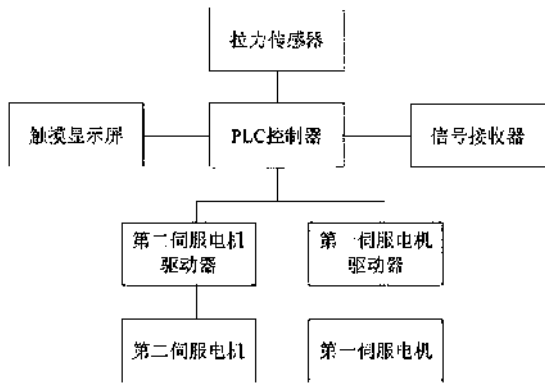 拉力传感器
触摸显示屏
PLC控制器
信号接收器
第二伺服电机
驱动器
第一伺服电机
驱动器
第二伺服电机
第一伺服电机